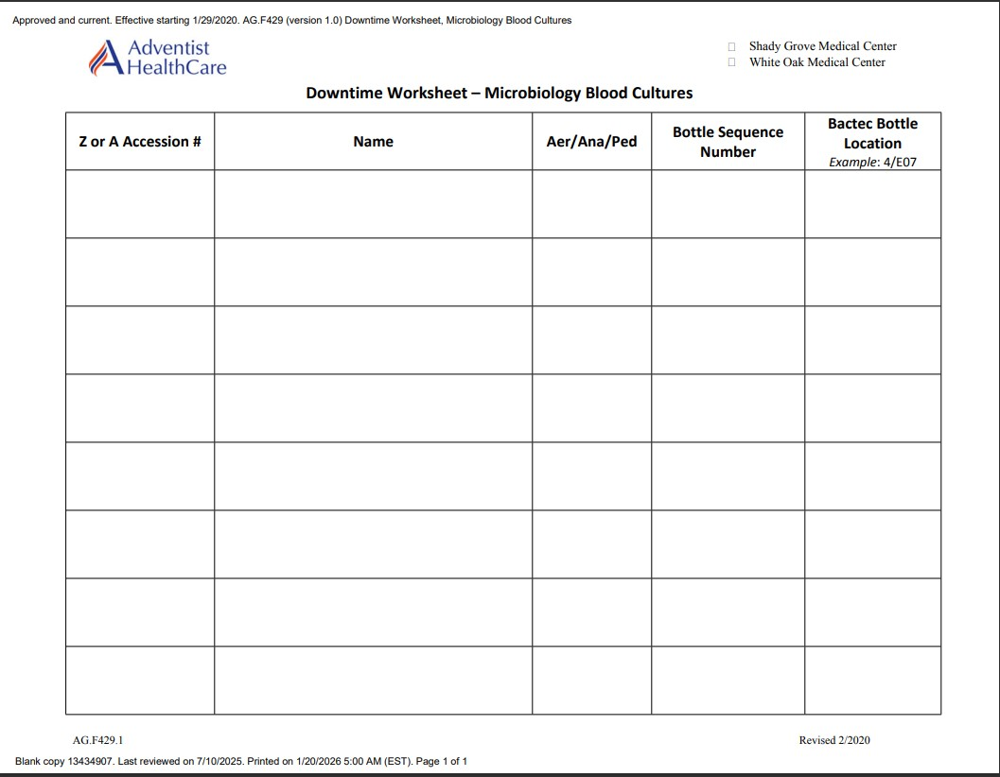 Approved and current. Effective starting 1/29/2020. AG.F429 (version 1.0) Downtime Worksheet, Microbiology Blood Cultures
Adventist
HealthCare
Shady Grove Medical Center
White Oak Medical Center
Downtime Worksheet – Microbiology Blood Cultures
Z or A Accession #
Name
Aer/Ana/Ped
Bottle Sequence
Number
Bactec Bottle
Location
Example: 4/E07
AG.F429.1
Revised 2/2020
Blank copy 13434907. Last reviewed on 7/10/2025. Printed on 1/20/2026 5:00 AM (EST). Page 1 of 1